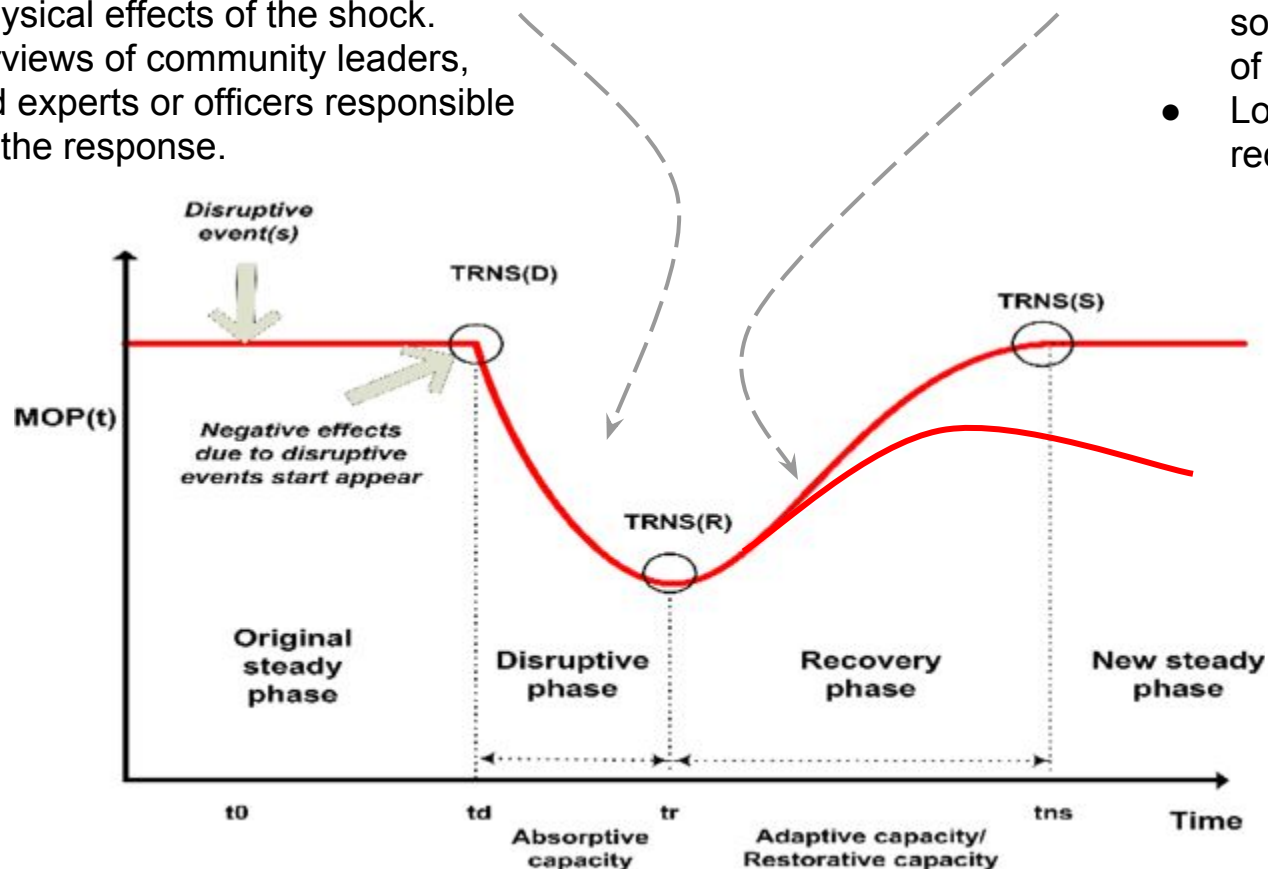 ysical effects of the shock.
views of community leaders,
experts or officers responsible
the response.
so
of
● Lo
rec
Disruptive
event(s)
TRNS(D)
TRNS(S)
MOP(t)
Negative effects
due to disruptive
events start appear
TRNS(R)
Original
steady
phase
Disruptive
phase
Recovery
phase
New steady
phase
t0
td
tr
tns
Time
Absorptive
capacity
Adaptive capacity/
Restorative capacity